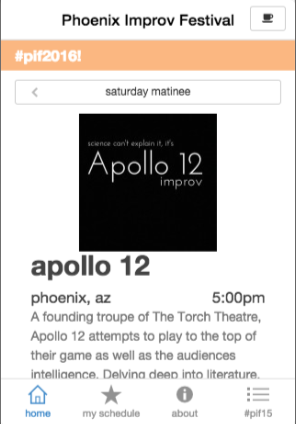 Phoenix Improv Festival
#pif2016!
saturday matinee
science can't explain it, it's
Apollo 12
improv
apollo 12
phoenix, az 5:00pm
A founding troupe of The Torch Theatre,
Apollo 12 attempts to play to the top of
their game as well as the audiences
intelligence. Delving deep into literature,
home my schedule about #pif15